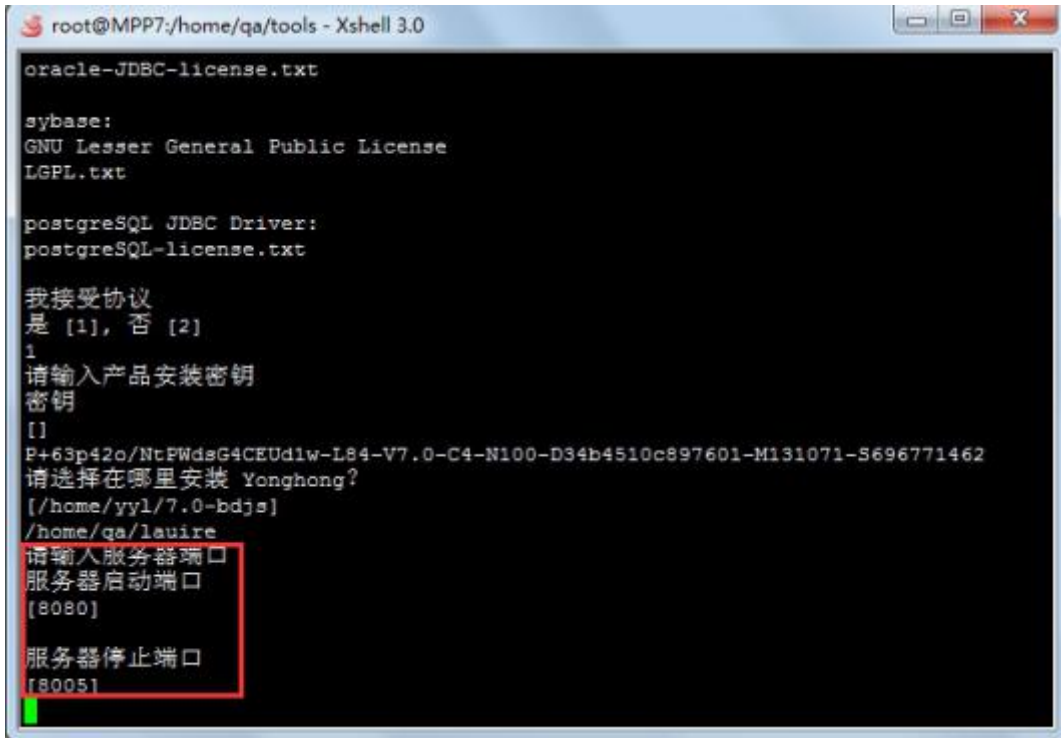 root@MPP7:/home/qa/tools - Xshell 3.0
oracle-JDBC-license.txt
sybase:
GNU Lesser General Public License
LGPL.txt
postgreSQL JDBC Driver:
postgreSQL-license.txt
我接受协议
是 [1], 否 [2]
1
请输入产品安装密钥
密钥
[]
P+63p42o/NtPWdsG4CEUd1w-L84-V7.0-C4-N100-D34b4510c897601-M131071-S696771462
请选择在哪里安装 Yonghong?
[/home/yyl/7.0-bdjs]
/home/qa/lauire
请输入服务器端口
服务器启动端口
[8080]
服务器停止端口
[8005]